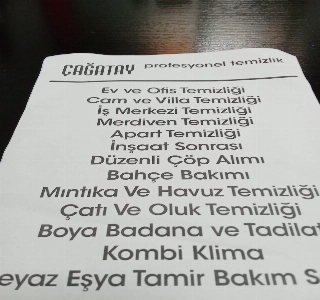 ÇAĞATAY profesyonel temizlik
Ev ve Ofis Temizliği
Cam ve Villa Temizliği
İş Merkezi Temizliği
Merdiven Temizliği
Apart Temizliği
İnşaat Sonrası
Düzenli Çöp Alımı
Bahçe Bakımı
Mıntıka Ve Havuz Temizliği
Çatı Ve Oluk Temizliği
Boya Badana ve Tadilat
Kombi Klima
eyaz Eşya Tamir Bakım S